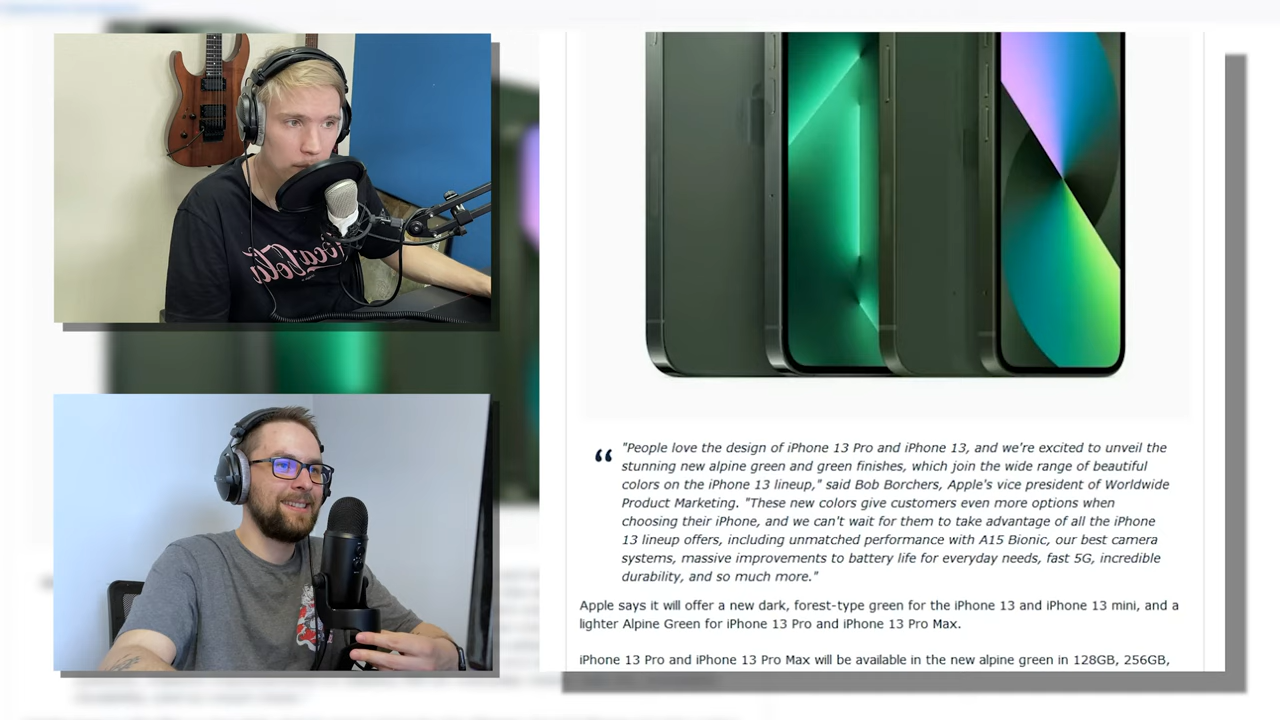 Coca-Cola
"People love the design of iPhone 13 Pro and iPhone 13, and we're excited to unveil the
stunning new alpine green and green finishes, which join the wide range of beautiful
colors on the iPhone 13 lineup," said Bob Borchers, Apple's vice president of Worldwide
Product Marketing. "These new colors give customers even more options when
choosing their iPhone, and we can't wait for them to take advantage of all the iPhone
13 lineup offers, including unmatched performance with A15 Bionic, our best camera
systems, massive improvements to battery life for everyday needs, fast 5G, incredible
durability, and so much more."
Apple says it will offer a new dark, forest-type green for the iPhone 13 and iPhone 13 mini, and a
lighter Alpine Green for iPhone 13 Pro and iPhone 13 Pro Max.
iPhone 13 Pro and iPhone 13 Pro Max will be available in the new alpine green in 128GB, 256GB,